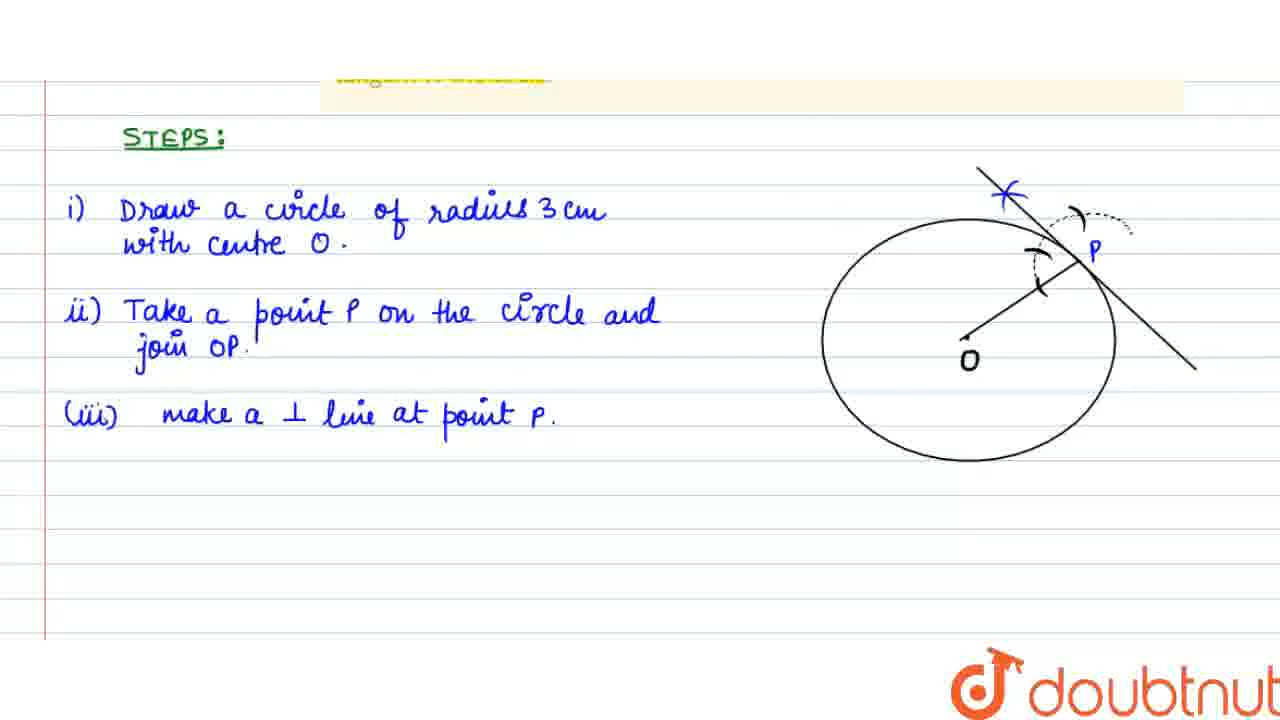 STEPS:
i) Draw a circle of radius 3 cm
with centre O.
ii) Take a point P on the circle and
join OP.
(iii) make a ⊥ line at point P.
P
O
doubtnut